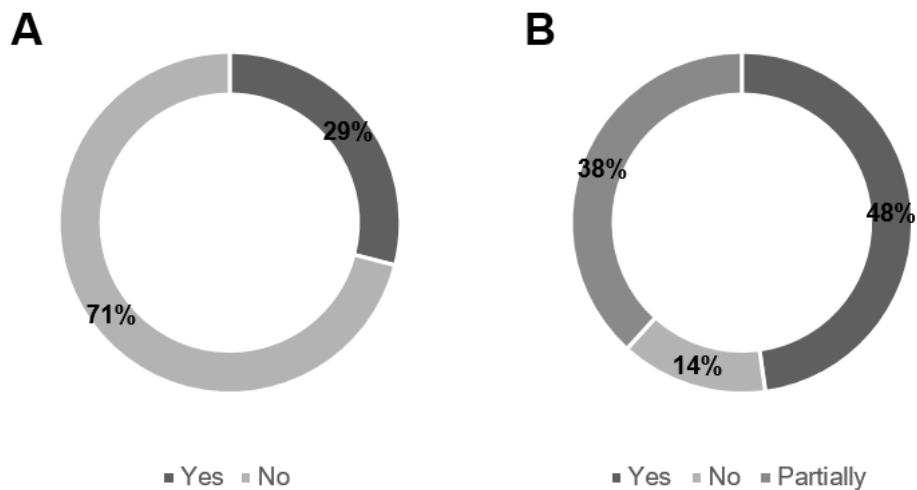 A
29%
71%
Yes No
B
38%
48%
14%
Yes No Partially